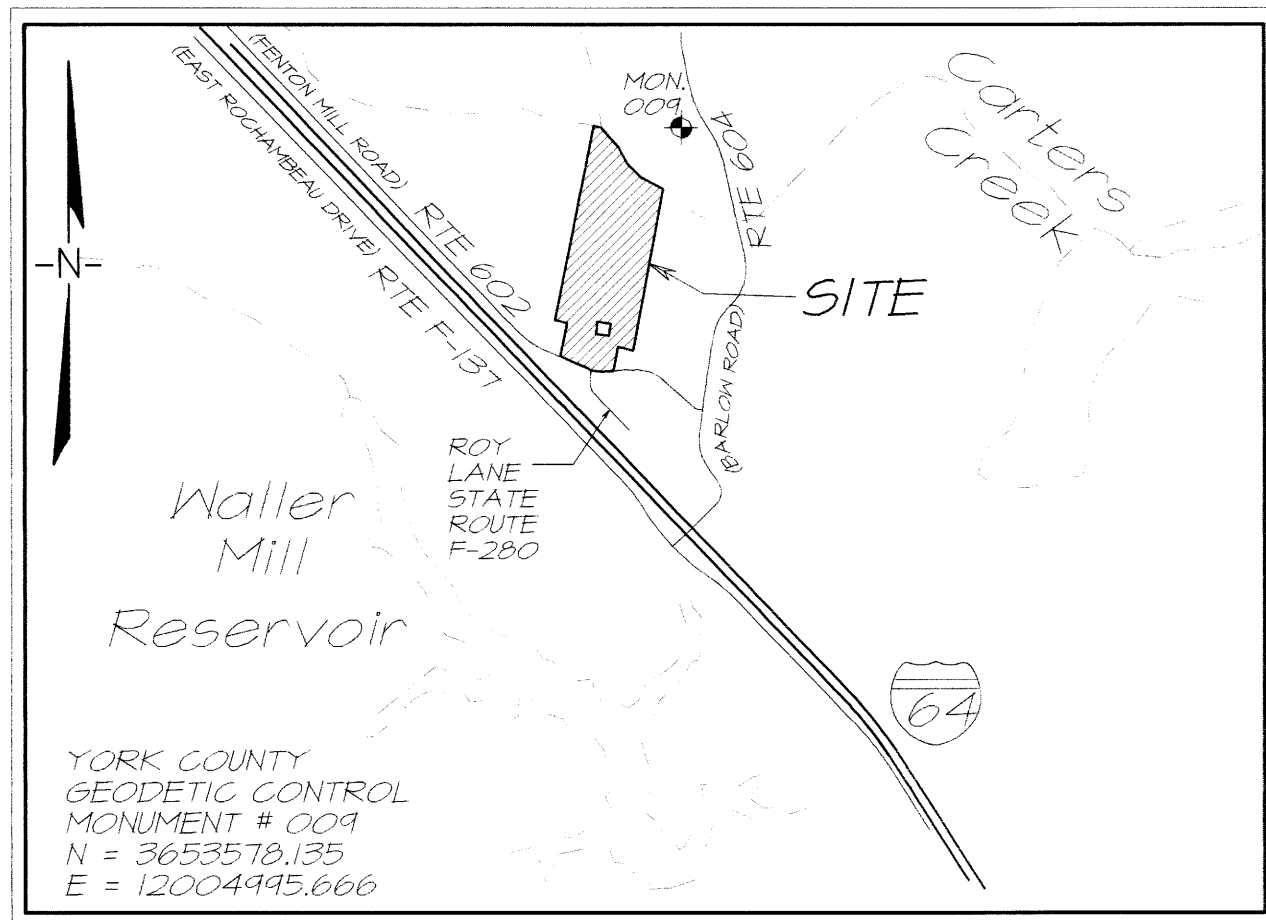 (FENTON MILL ROAD)
(EAST ROCHAMBEAU DRIVE)
MON.
009
RTE 604
Carters
Creek
RTE 602
RTE F-137
-N-
SITE
(BARLOW ROAD)
ROY
LANE
STATE
ROUTE
F-280
Waller
Mill
Reservoir
64
YORK COUNTY
GEODETIC CONTROL
MONUMENT # 009
N = 3653578.135
E = 12004995.666